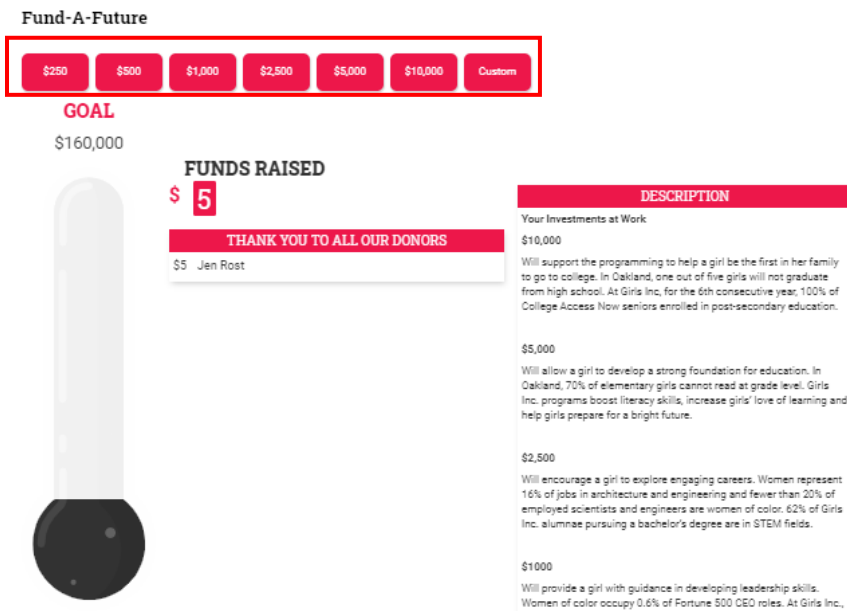 Fund-A-Future
$250 $500 $1,000 $2,500 $5,000 $10,000 Custom
GOAL
$160,000
FUNDS RAISED
$ 5
THANK YOU TO ALL OUR DONORS
$5 Jen Rost
DESCRIPTION
Your Investments at Work
$10,000
Will support the programming to help a girl be the first in her family
to go to college. In Oakland, one out of five girls will not graduate
from high school. At Girls Inc, for the 6th consecutive year, 100% of
College Access Now seniors enrolled in post-secondary education.
$5,000
Will allow a girl to develop a strong foundation for education. In
Oakland, 70% of elementary girls cannot read at grade level. Girls
Inc. programs boost literacy skills, increase girls' love of learning and
help girls prepare for a bright future.
$2,500
Will encourage a girl to explore engaging careers. Women represent
16% of jobs in architecture and engineering and fewer than 20% of
employed scientists and engineers are women of color. 62% of Girls
Inc. alumnae pursuing a bachelor's degree are in STEM fields.
$1000
Will provide a girl with guidance in developing leadership skills.
Women of color occupy 0.6% of Fortune 500 CEO roles. At Girls Inc.,